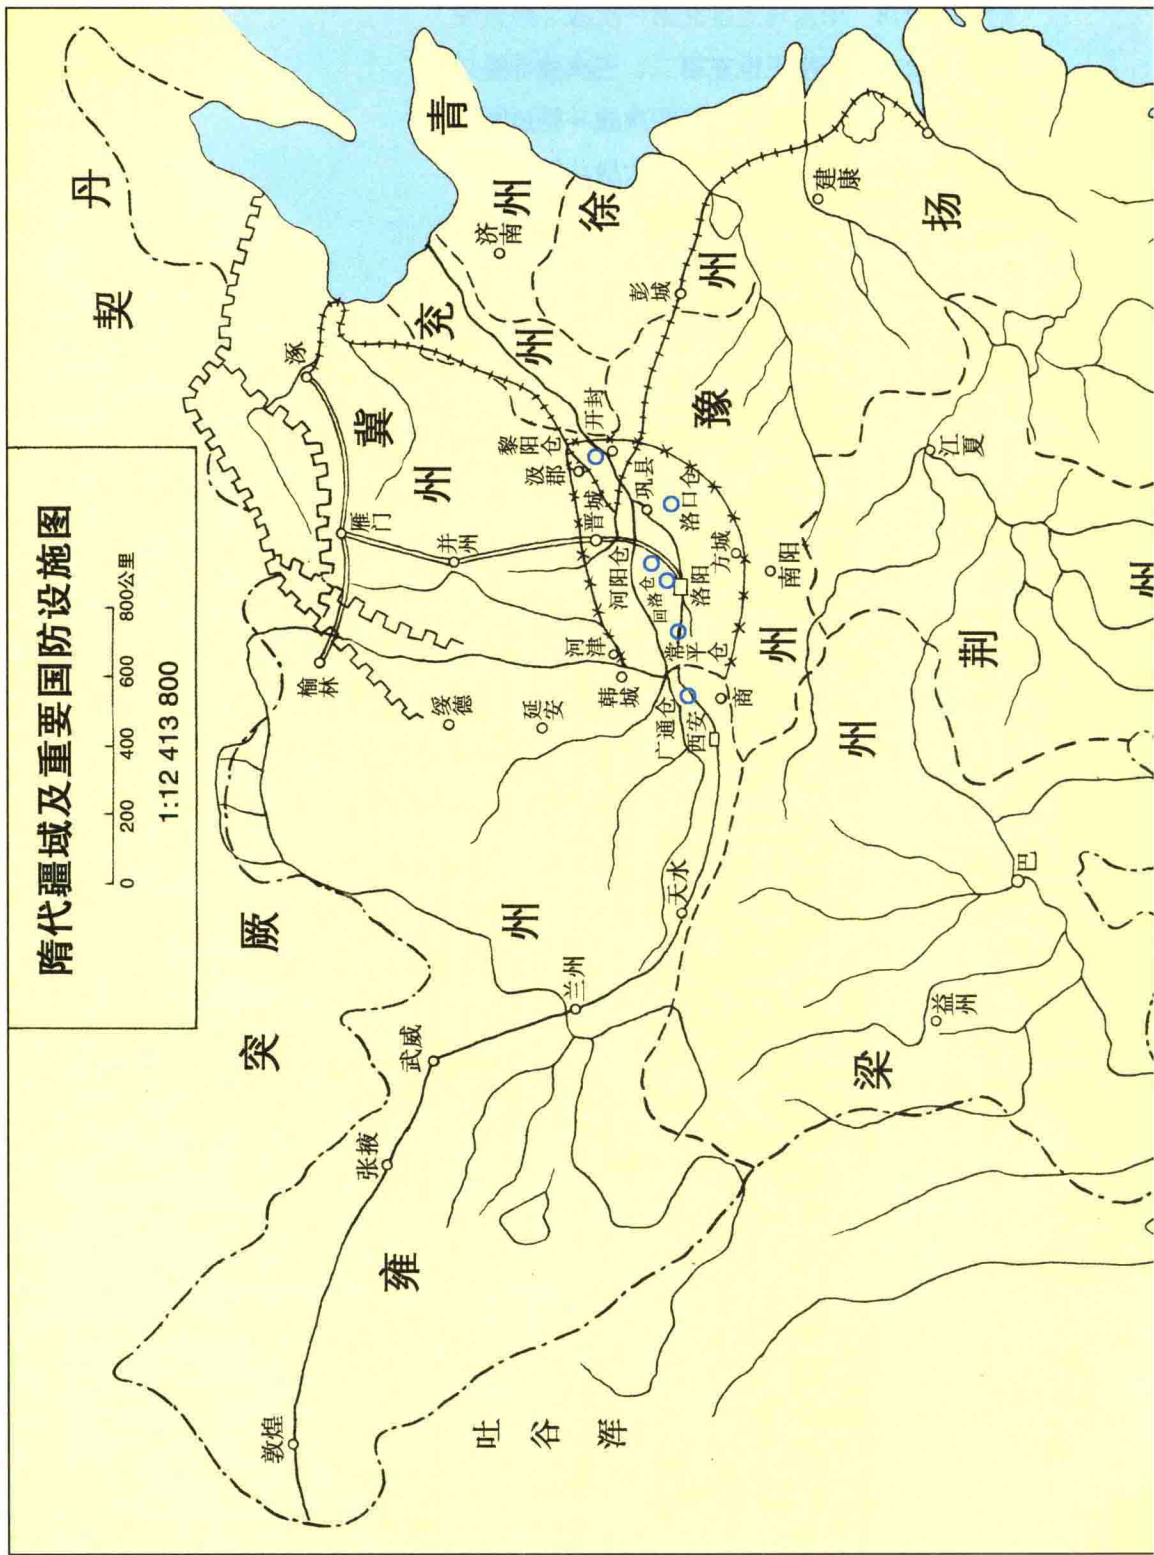 隋代疆域及重要国防设施图
0 200 400 600 800公里
1:12 413 800
契丹
突厥
吐谷浑
雍州
冀州
兖州
青州
徐州
豫州
扬州
荆州
梁州
敦煌
张掖
武威
兰州
天水
榆林
雁门
涿
并州
绥德
延安
韩城
河津
晋城
汲郡
黎阳仓
开封
巩县
洛口仓
河阳仓
回洛仓
洛阳
常平仓
广通仓
西安
商
方城
南阳
济南
彭城
建康
江夏
巴
益州